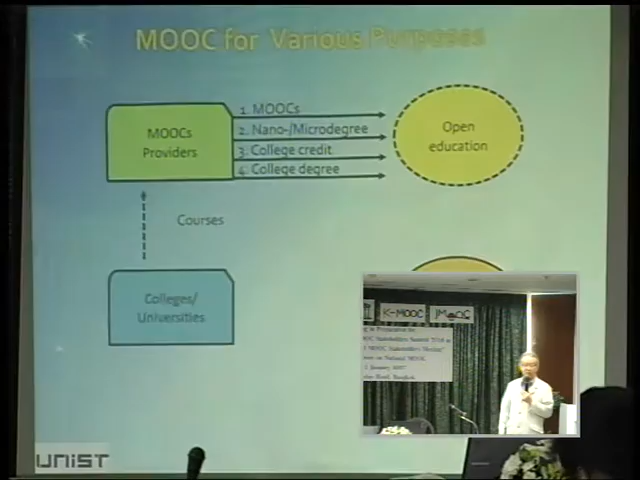 MOOC for Various Purposes
MOOCs
Providers
1. MOOCs
2. Nano-/Microdegree
3. College credit
4. College degree
Open
education
Courses
Colleges/
Universities
K-MOOC
JMOOC
UNIST